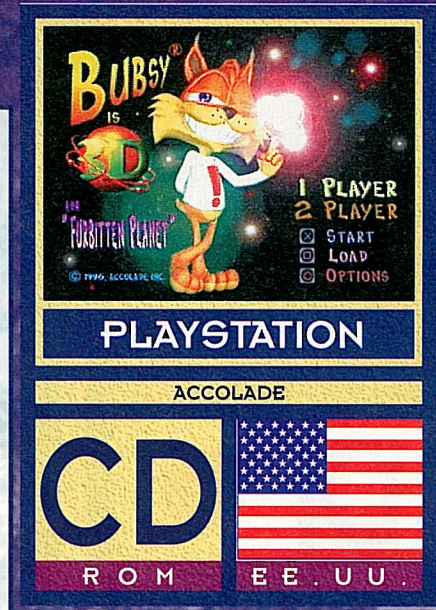 BUBSY®
IS
3D
IN
"FURBITTEN PLANET"
© 1996, ACCOLADE INC.
1 PLAYER
2 PLAYER
START
LOAD
OPTIONS
PLAYSTATION
ACCOLADE
CD
ROM
EE.UU.